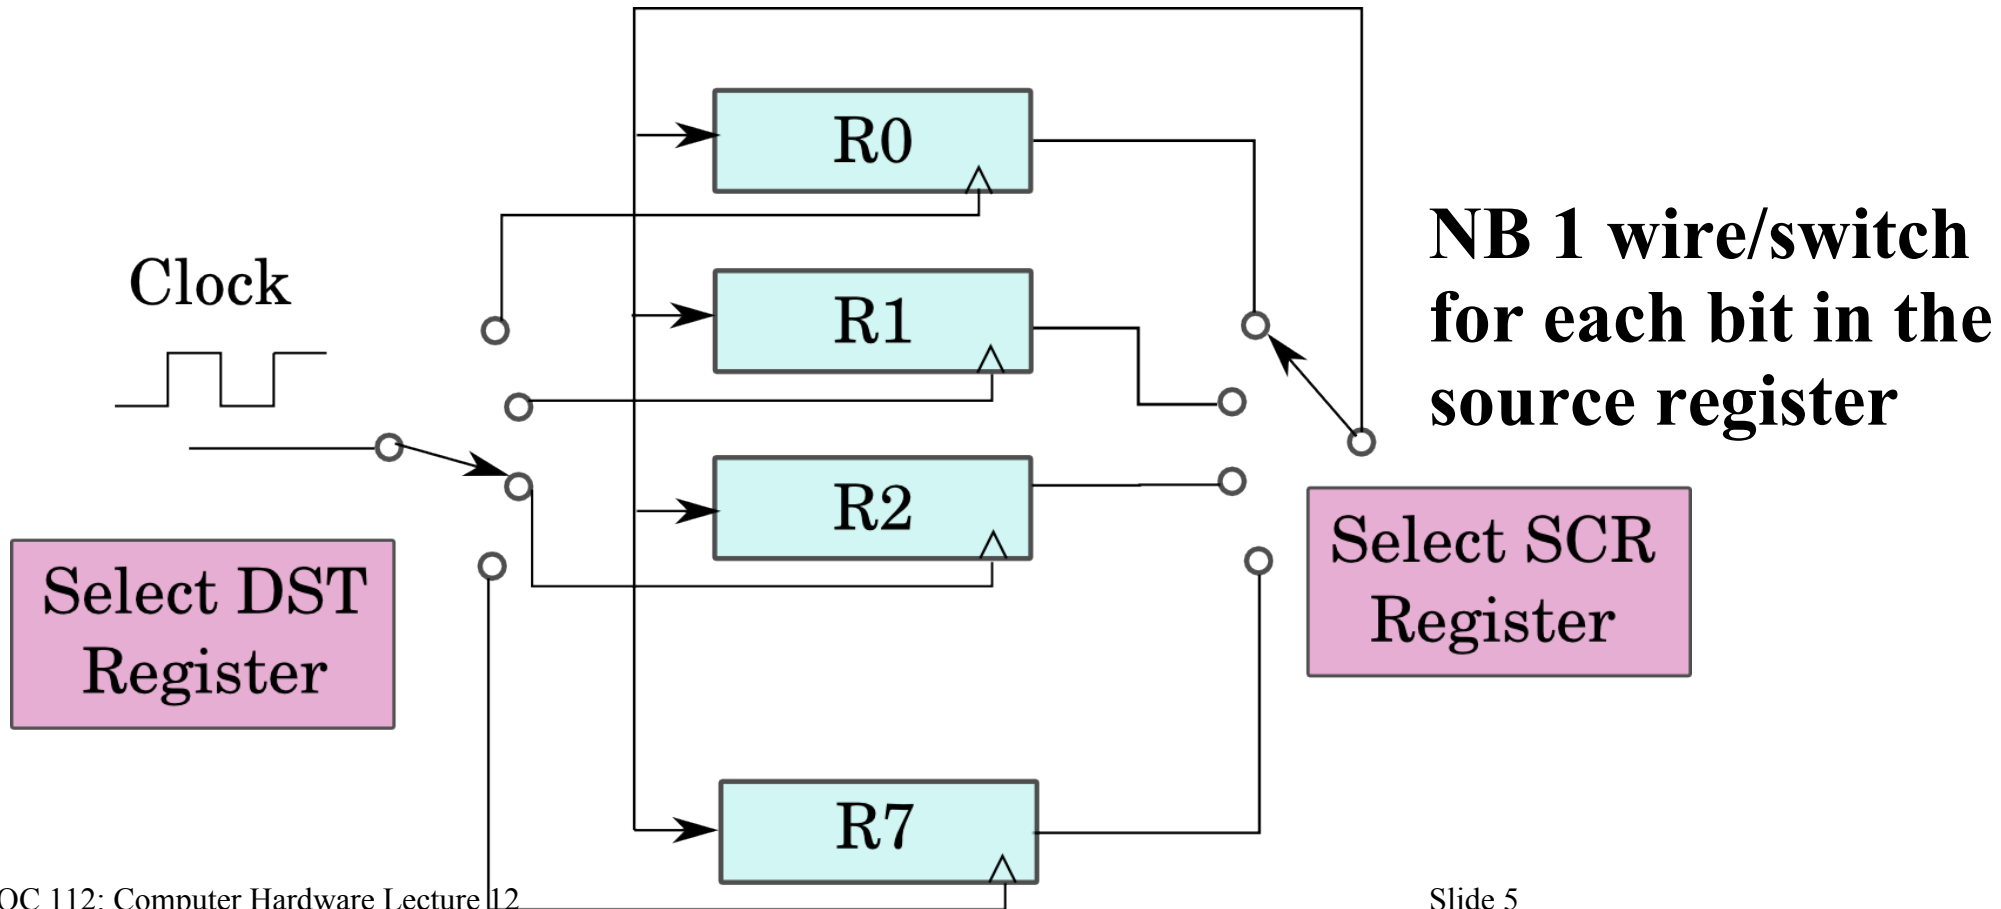 R0
NB 1 wire/switch
for each bit in the
source register
Clock
R1
R2
Select SCR
Register
Select DST
Register
R7
OC 112: Computer Hardware Lecture 12
Slide 5